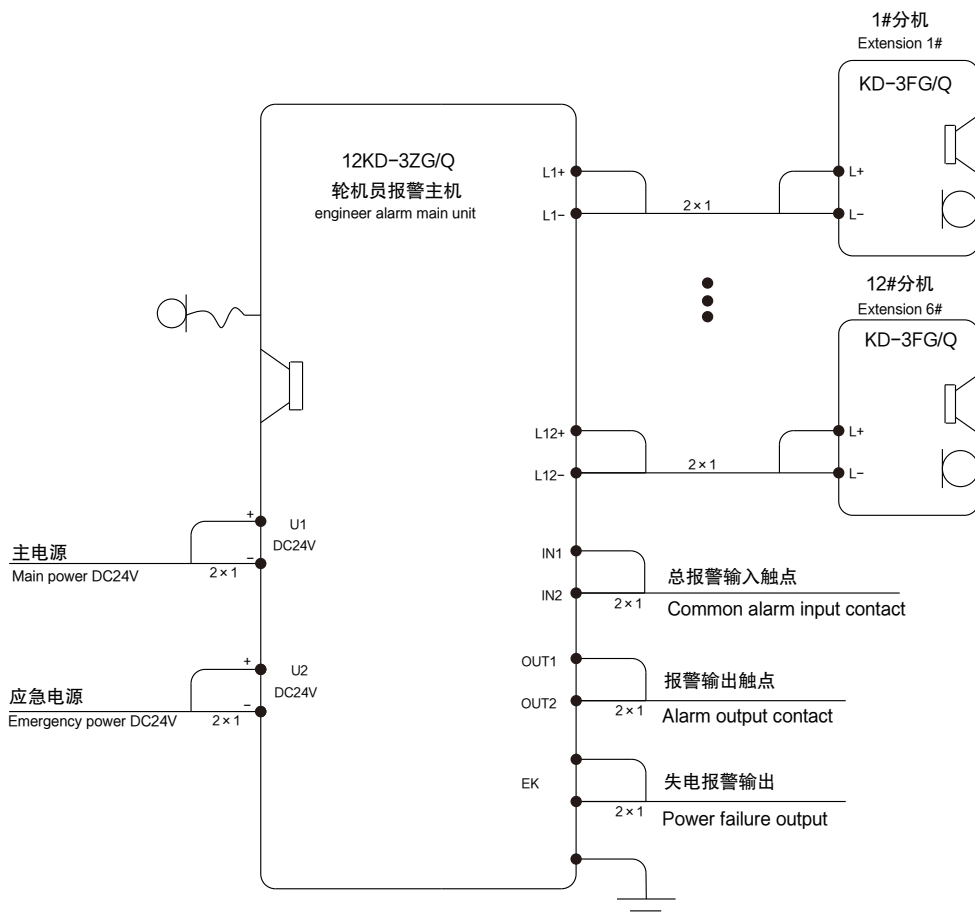 1#分机
Extension 1#
KD-3FG/Q
L+
L-
12KD-3ZG/Q
轮机员报警主机
engineer alarm main unit
L1+
L1-
2×1
12#分机
Extension 6#
KD-3FG/Q
L+
L-
L12+
L12-
2×1
+
U1
DC24V
-
主电源
Main power DC24V
2×1
IN1
IN2
总报警输入触点
2×1
Common alarm input contact
+
U2
DC24V
-
应急电源
Emergency power DC24V
2×1
OUT1
OUT2
报警输出触点
2×1
Alarm output contact
EK
失电报警输出
2×1
Power failure output